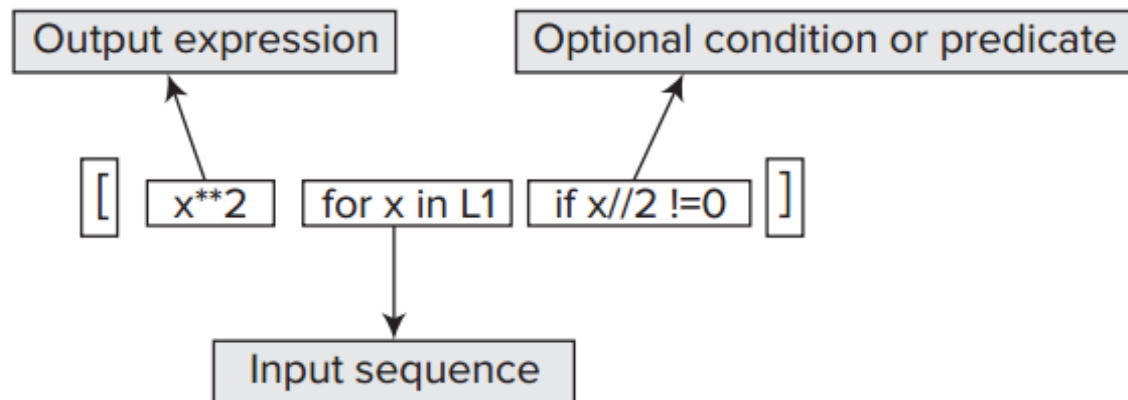 Output expression
Optional condition or predicate
[ x**2 for x in L1 if x//2 !=0 ]
Input sequence